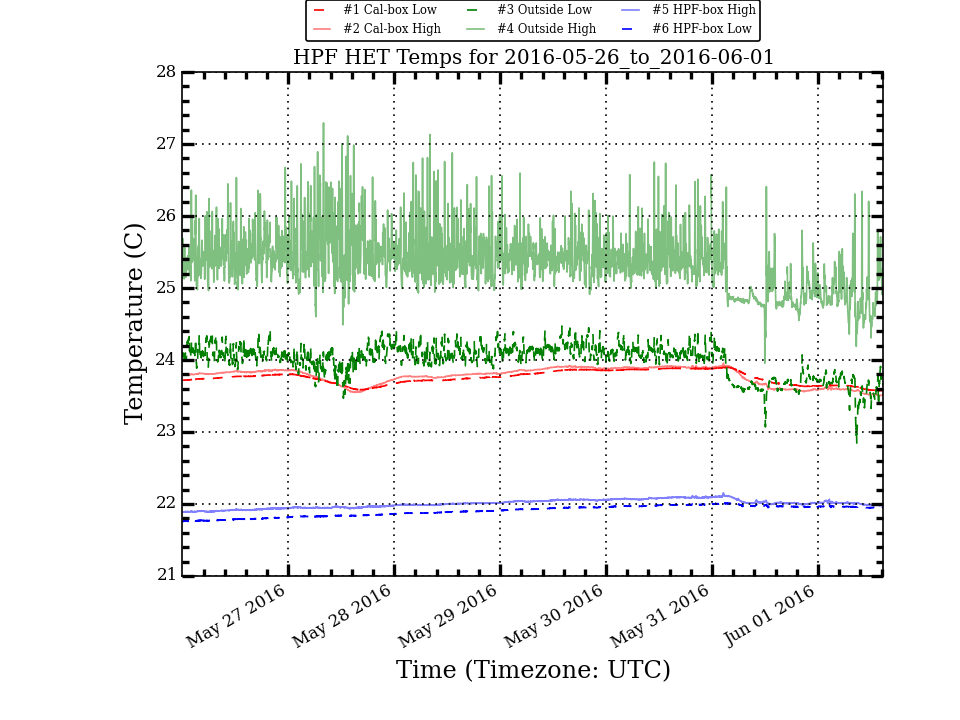 #1 Cal-box Low #3 Outside Low #5 HPF-box High
#2 Cal-box High #4 Outside High #6 HPF-box Low
HPF HET Temps for 2016-05-26_to_2016-06-01
28
27
26
25
24
23
22
21
Temperature (C)
May 27 2016 May 28 2016 May 29 2016 May 30 2016 May 31 2016 Jun 01 2016
Time (Timezone: UTC)